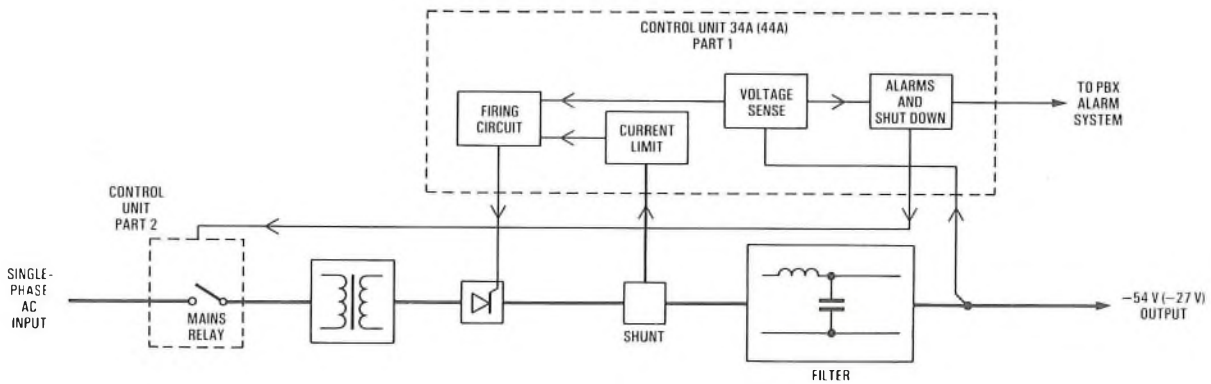 CONTROL UNIT 34A (44A)
PART 1
FIRING
CIRCUIT
CURRENT
LIMIT
VOLTAGE
SENSE
ALARMS
AND
SHUT DOWN
TO PBX
ALARM
SYSTEM
CONTROL
UNIT
PART 2
SINGLE-
PHASE
AC
INPUT
MAINS
RELAY
SHUNT
FILTER
−54 V (−27 V)
OUTPUT